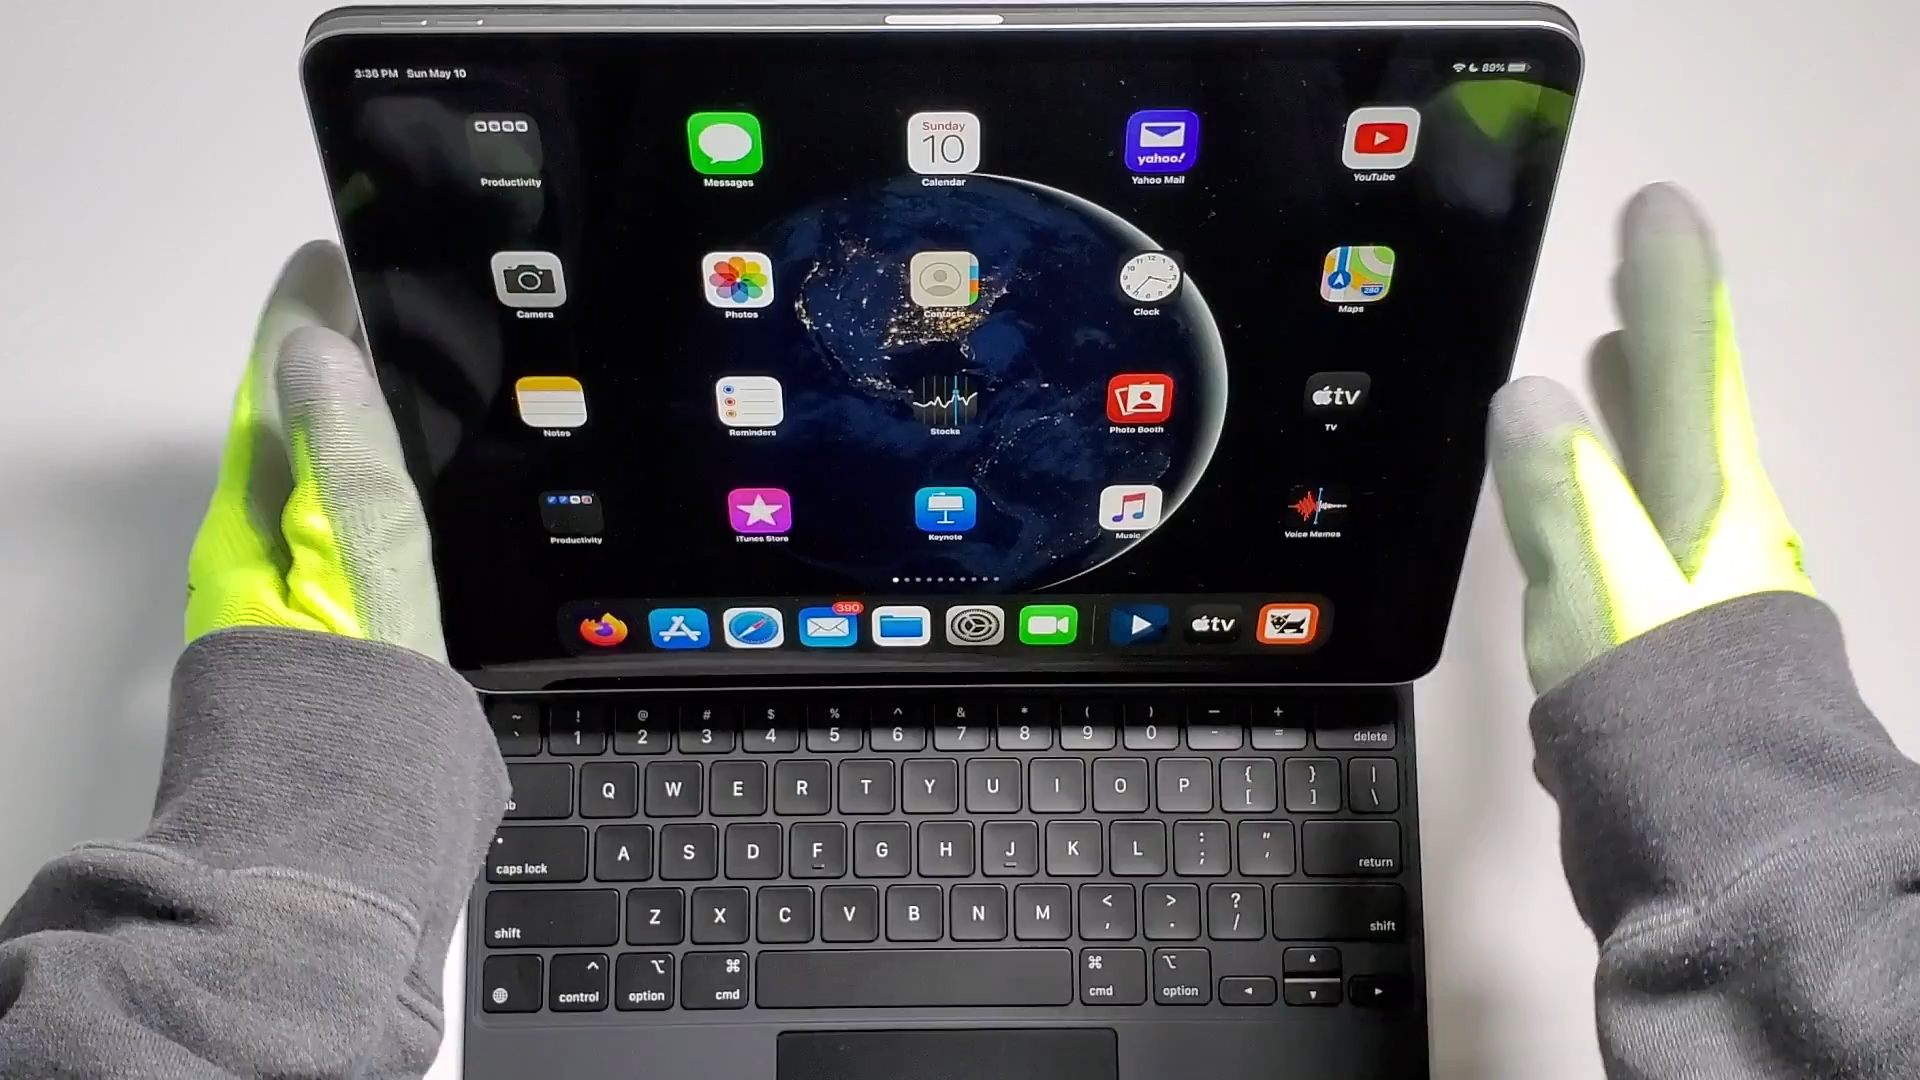 3:36 PM Sun May 10
89%
Productivity
Messages
Sunday
10
Calendar
yahoo!
Yahoo Mail
YouTube
Camera
Photos
Contacts
Clock
280
Maps
Notes
Reminders
Stocks
Photo Booth
tv
TV
Productivity
iTunes Store
Keynote
Music
Voice Memos
390
tv
~ ! @ # $ % ^ & * ( ) — +
` 1 2 3 4 5 6 7 8 9 0 - = delete
ab Q W E R T Y U I O P { [ } ] | \
caps lock A S D F G H J K L : ; " ' return
shift Z X C V B N M < , > . ? / shift
control option ⌘ cmd ⌘ cmd option